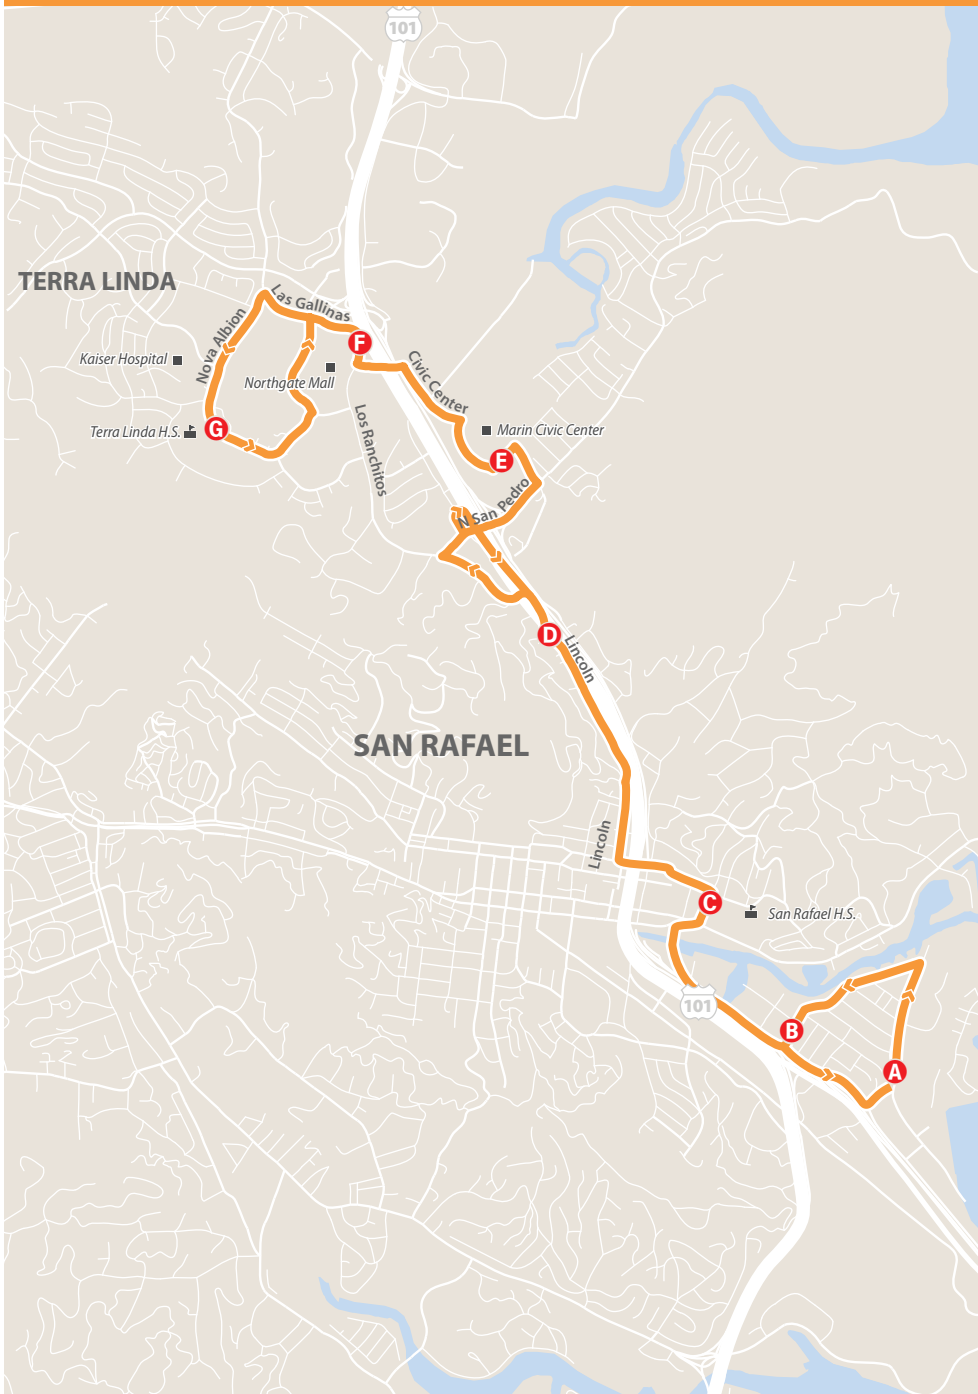 101
TERRA LINDA
Las Gallinas
Nova Albion
F
Kaiser Hospital
Northgate Mall
Civic Center
Los Ranchitos
Terra Linda H.S.
G
Marin Civic Center
E
N San Pedro
D
Lincoln
SAN RAFAEL
Lincoln
C
San Rafael H.S.
101
B
A